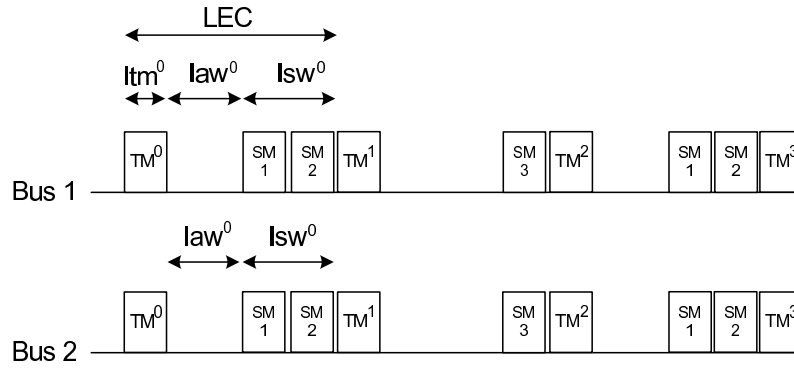 LEC
ltm⁰ law⁰ lsw⁰
Bus 1 TM⁰ SM 1 SM 2 TM¹ SM 3 TM² SM 1 SM 2 TM³
law⁰ lsw⁰
Bus 2 TM⁰ SM 1 SM 2 TM¹ SM 3 TM² SM 1 SM 2 TM³